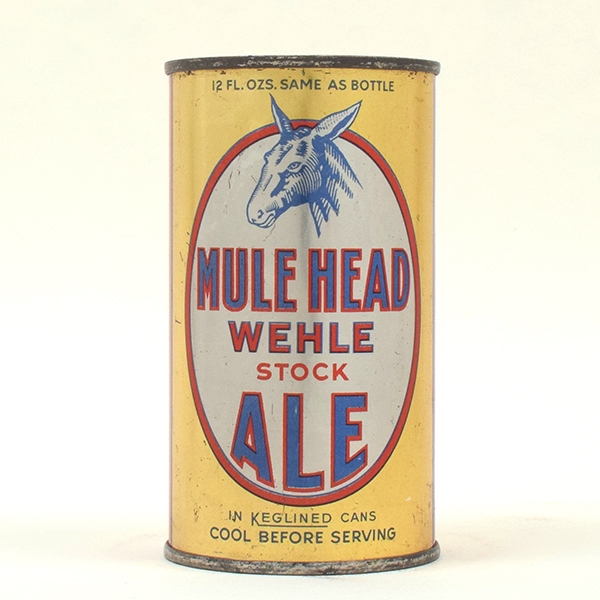 12 FL. OZS. SAME AS BOTTLE
MULE HEAD
WEHLE
STOCK
ALE
IN KEGLINED CANS
COOL BEFORE SERVING